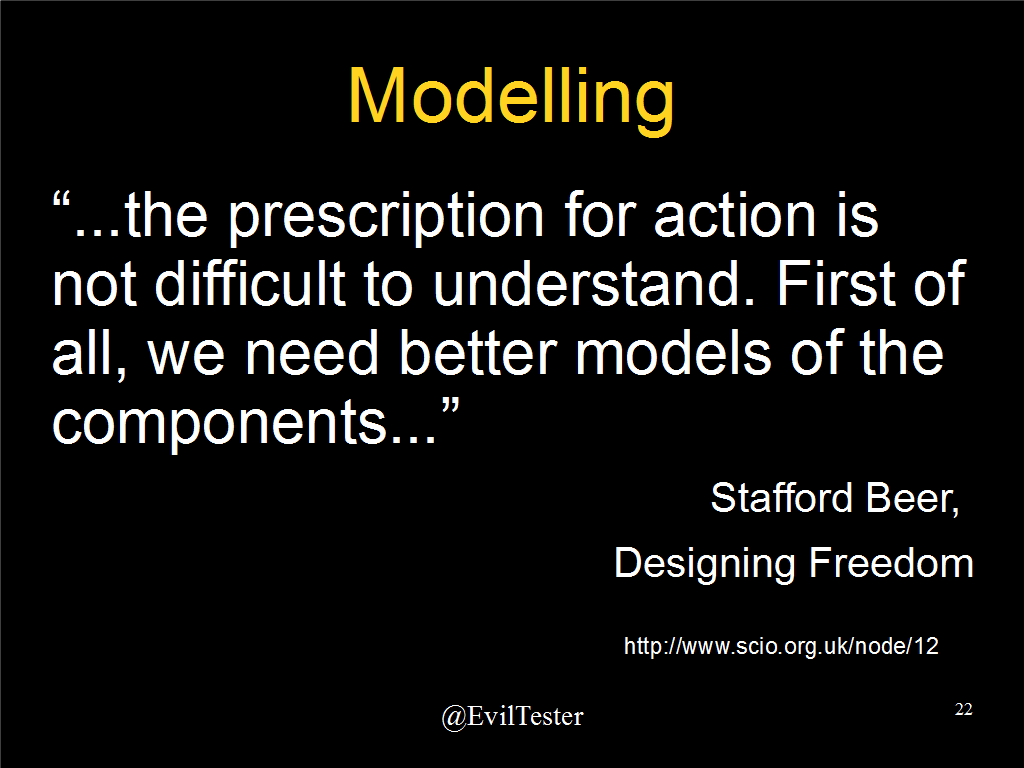 Modelling
“...the prescription for action is
not difficult to understand. First of
all, we need better models of the
components...”
Stafford Beer,
Designing Freedom
http://www.scio.org.uk/node/12
@EvilTester
22